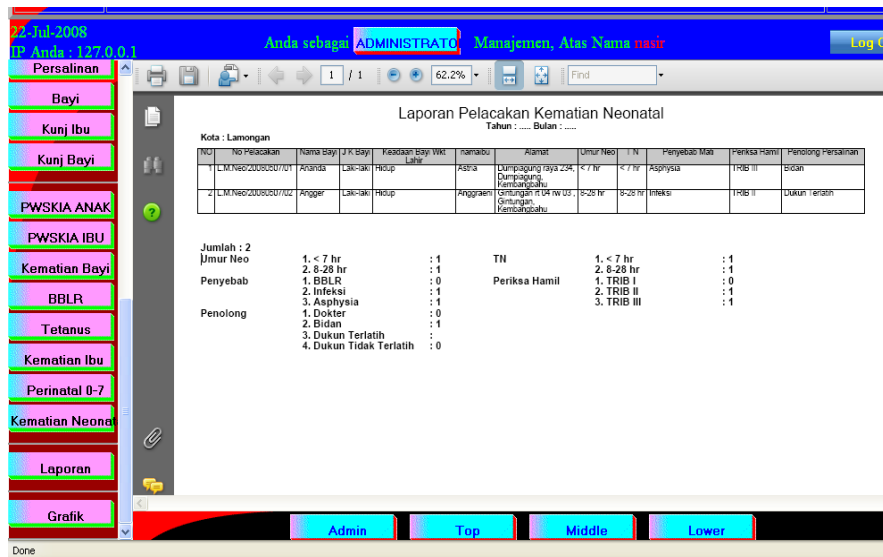 22-Jul-2008
IP Anda : 127.0.0.1
Anda sebagai ADMINISTRATO Manajemen, Atas Nama nasir
Log
Persalinan
Bayi
Kunj Ibu
Kunj Bayi
PWSKIA ANAK
PWSKIA IBU
Kematian Bayi
BBLR
Tetanus
Kematian Ibu
Perinatal 0-7
Kematian Neonat
Laporan
Grafik
1 / 1 62.2% Find
Laporan Pelacakan Kematian Neonatal
Tahun : ..... Bulan : .....
Kota : Lamongan
NO No Pelacakan Nama Bayi J K Bayi Keadaan Bayi Wkt Lahir namaibu Alamat Umur Neo T N Penyebab Mati Periksa Hamil Penolong Persalinan
1 L.M.Neo/20080507/01 Ananda Laki-laki Hidup Astria Dumpiagung raya 234, Dumpiagung, Kembangbahu < 7 hr < 7 hr Asphysia TRIB III Bidan
2 L.M.Neo/20080507/02 Angger Laki-laki Hidup Anggraeni Gintungan rt 04 rw 03 , Gintungan, Kembangbahu 8-28 hr 8-28 hr Infeksi TRIB II Dukun Terlatih
Jumlah : 2
Umur Neo 1. < 7 hr : 1 TN 1. < 7 hr : 1
2. 8-28 hr : 1 2. 8-28 hr : 1
Penyebab 1. BBLR : 0 Periksa Hamil 1. TRIB I : 0
2. Infeksi : 1 2. TRIB II : 1
3. Asphysia : 1 3. TRIB III : 1
Penolong 1. Dokter : 0
2. Bidan : 1
3. Dukun Terlatih :
4. Dukun Tidak Terlatih : 0
Admin Top Middle Lower
Done